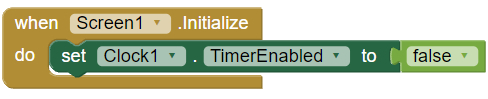 when Screen1 .Initialize
do set Clock1 . TimerEnabled to false